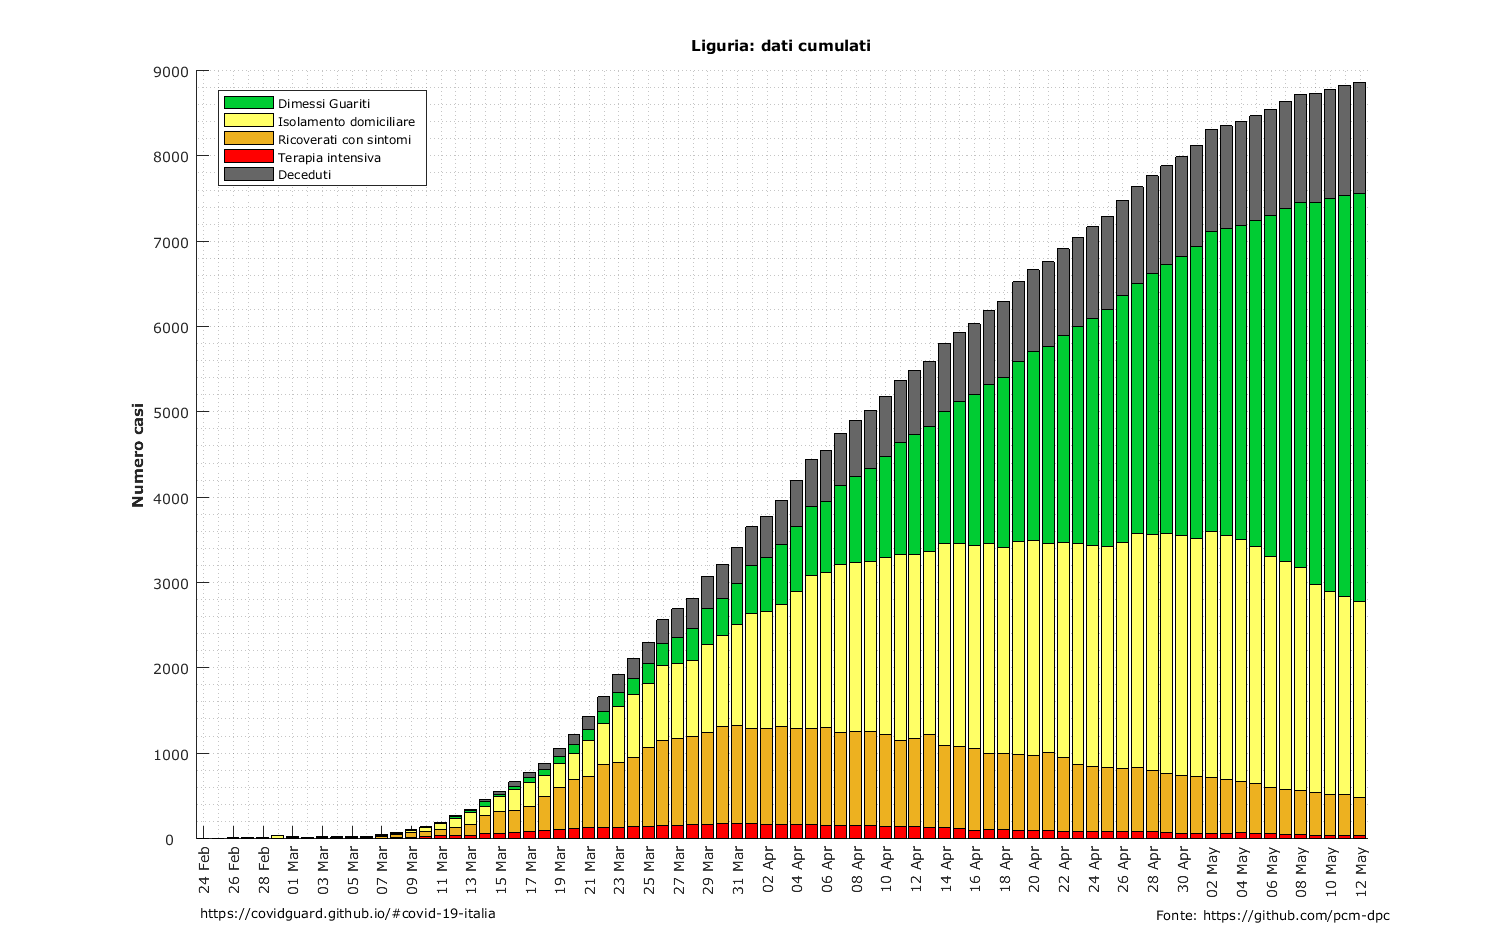 Liguria: dati cumulati
9000
8000
7000
6000
5000
4000
3000
2000
1000
0
Numero casi
Dimessi Guariti
Isolamento domiciliare
Ricoverati con sintomi
Terapia intensiva
Deceduti
24 Feb
26 Feb
28 Feb
01 Mar
03 Mar
05 Mar
07 Mar
09 Mar
11 Mar
13 Mar
15 Mar
17 Mar
19 Mar
21 Mar
23 Mar
25 Mar
27 Mar
29 Mar
31 Mar
02 Apr
04 Apr
06 Apr
08 Apr
10 Apr
12 Apr
14 Apr
16 Apr
18 Apr
20 Apr
22 Apr
24 Apr
26 Apr
28 Apr
30 Apr
02 May
04 May
06 May
08 May
10 May
12 May
https://covidguard.github.io/#covid-19-italia
Fonte: https://github.com/pcm-dpc